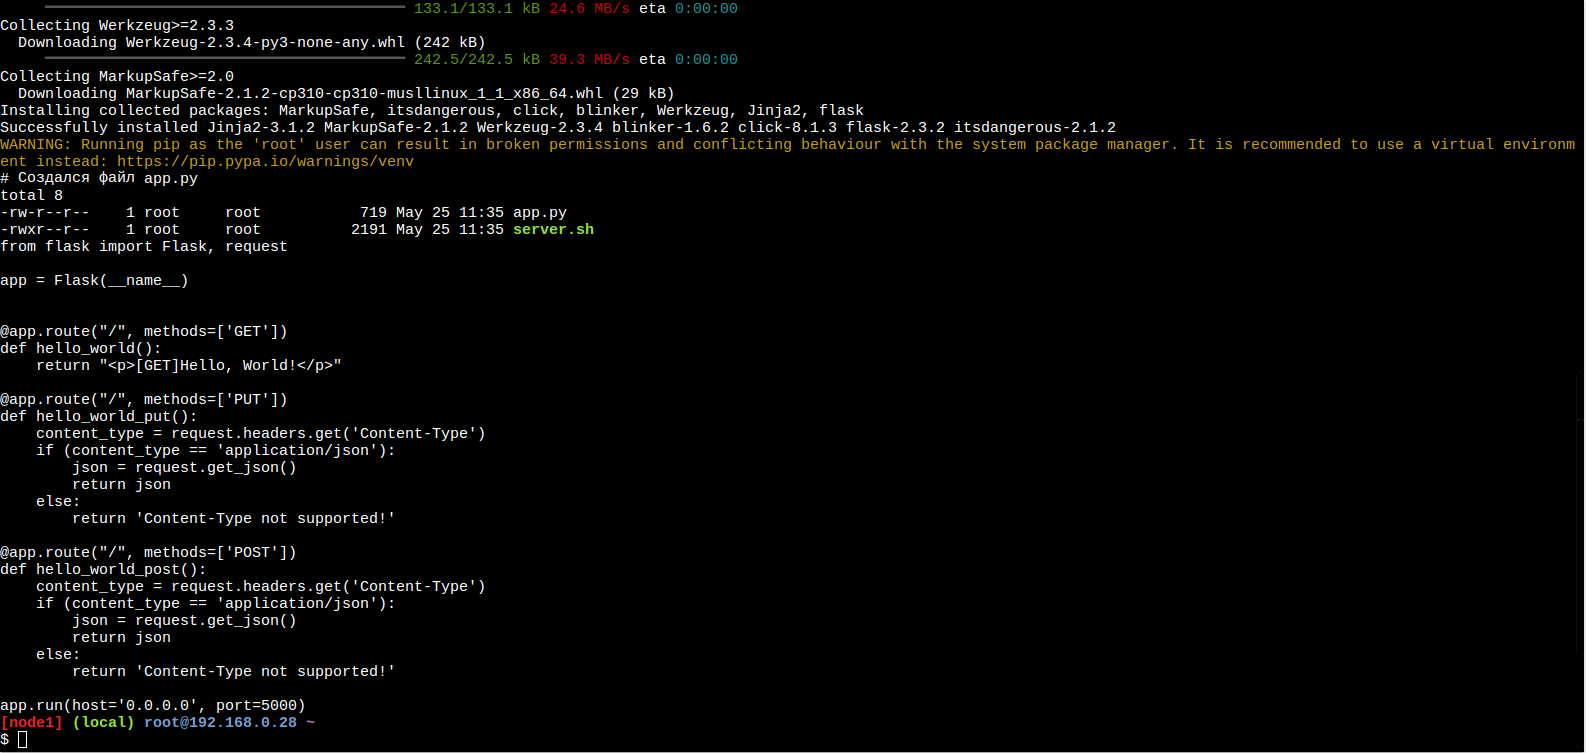 133.1/133.1 kB 24.6 MB/s eta 0:00:00
Collecting Werkzeug>=2.3.3
  Downloading Werkzeug-2.3.4-py3-none-any.whl (242 kB)
242.5/242.5 kB 39.3 MB/s eta 0:00:00
Collecting MarkupSafe>=2.0
  Downloading MarkupSafe-2.1.2-cp310-cp310-musllinux_1_1_x86_64.whl (29 kB)
Installing collected packages: MarkupSafe, itsdangerous, click, blinker, Werkzeug, Jinja2, flask
Successfully installed Jinja2-3.1.2 MarkupSafe-2.1.2 Werkzeug-2.3.4 blinker-1.6.2 click-8.1.3 flask-2.3.2 itsdangerous-2.1.2
WARNING: Running pip as the 'root' user can result in broken permissions and conflicting behaviour with the system package manager. It is recommended to use a virtual environm
ent instead: https://pip.pypa.io/warnings/venv
# Создался файл app.py
total 8
-rw-r--r--    1 root     root           719 May 25 11:35 app.py
-rwxr--r--    1 root     root          2191 May 25 11:35 server.sh
from flask import Flask, request

app = Flask(__name__)


@app.route("/", methods=['GET'])
def hello_world():
    return "<p>[GET]Hello, World!</p>"

@app.route("/", methods=['PUT'])
def hello_world_put():
    content_type = request.headers.get('Content-Type')
    if (content_type == 'application/json'):
        json = request.get_json()
        return json
    else:
        return 'Content-Type not supported!'

@app.route("/", methods=['POST'])
def hello_world_post():
    content_type = request.headers.get('Content-Type')
    if (content_type == 'application/json'):
        json = request.get_json()
        return json
    else:
        return 'Content-Type not supported!'

app.run(host='0.0.0.0', port=5000)
[node1] (local) root@192.168.0.28 ~
$